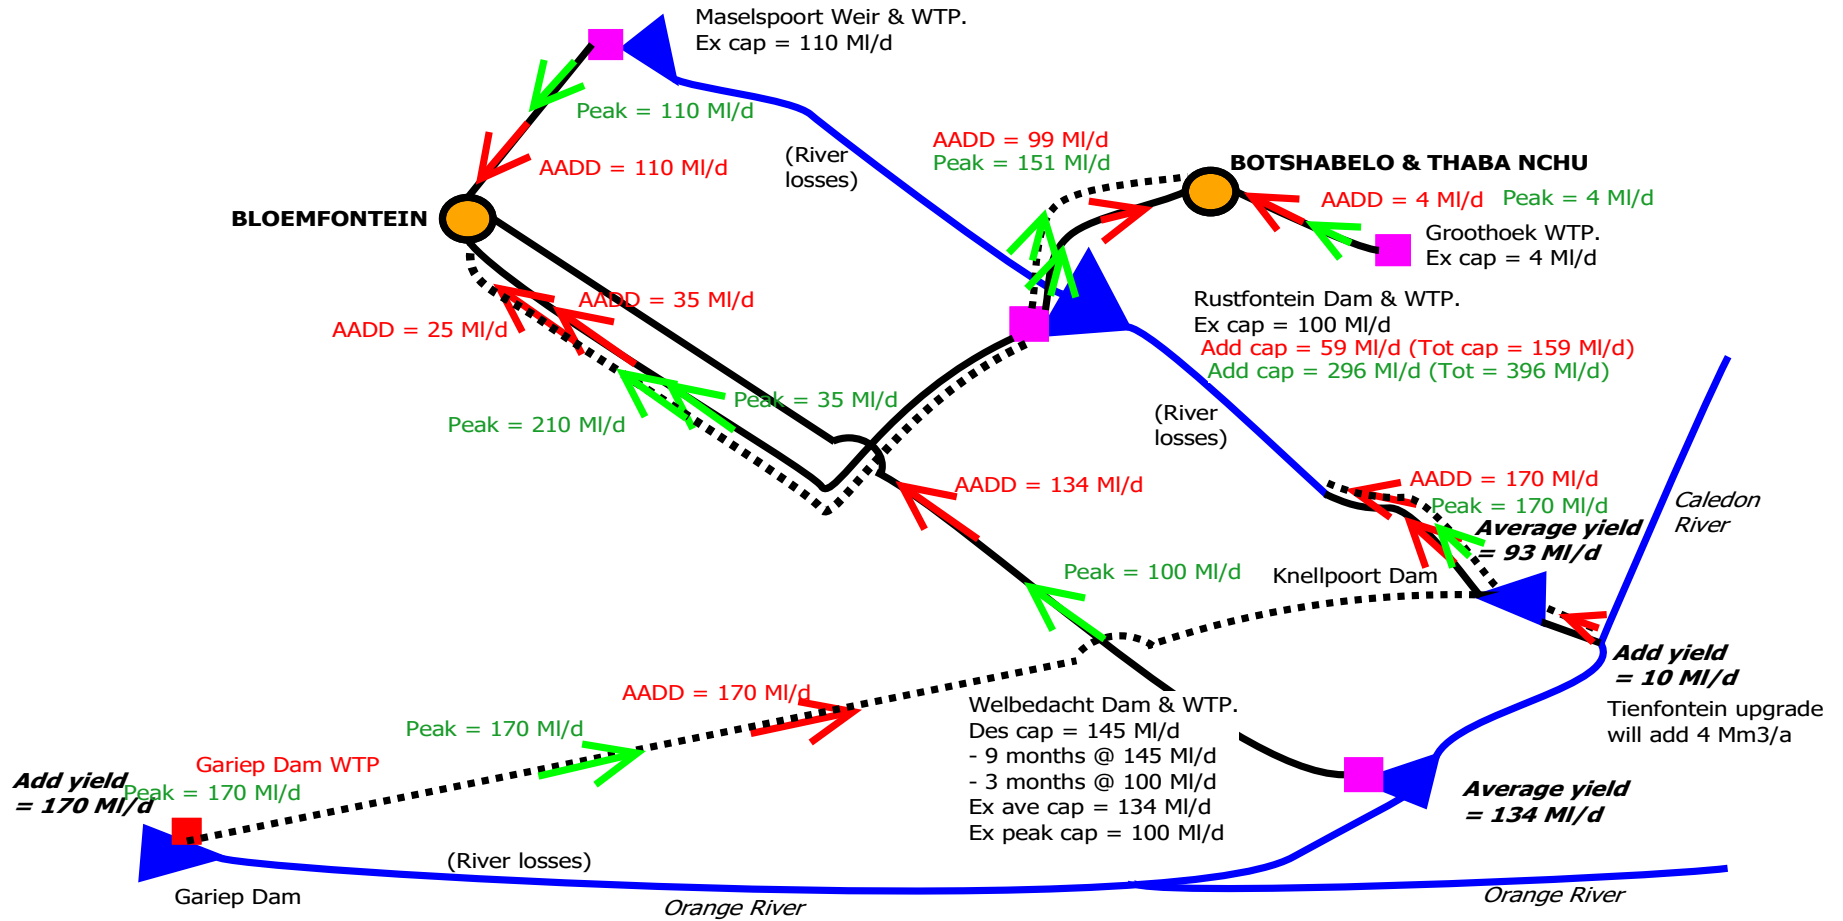 Maselspoort Weir & WTP.
Ex cap = 110 Ml/d
Peak = 110 Ml/d
AADD = 110 Ml/d
(River
losses)
AADD = 99 Ml/d
Peak = 151 Ml/d
BOTSHABELO & THABA NCHU
AADD = 4 Ml/d
Peak = 4 Ml/d
Groothoek WTP.
Ex cap = 4 Ml/d
BLOEMFONTEIN
AADD = 35 Ml/d
AADD = 25 Ml/d
Rustfontein Dam & WTP.
Ex cap = 100 Ml/d
Add cap = 59 Ml/d (Tot cap = 159 Ml/d)
Add cap = 296 Ml/d (Tot = 396 Ml/d)
Peak = 35 Ml/d
Peak = 210 Ml/d
(River
losses)
AADD = 134 Ml/d
AADD = 170 Ml/d
Peak = 170 Ml/d
Caledon
River
Average yield
= 93 Ml/d
Peak = 100 Ml/d
Knellpoort Dam
Add yield
= 10 Ml/d
Tienfontein upgrade
will add 4 Mm3/a
AADD = 170 Ml/d
Peak = 170 Ml/d
Welbedacht Dam & WTP.
Des cap = 145 Ml/d
- 9 months @ 145 Ml/d
- 3 months @ 100 Ml/d
Ex ave cap = 134 Ml/d
Ex peak cap = 100 Ml/d
Gariep Dam WTP
Peak = 170 Ml/d
Add yield
= 170 Ml/d
Average yield
= 134 Ml/d
(River losses)
Gariep Dam
Orange River
Orange River